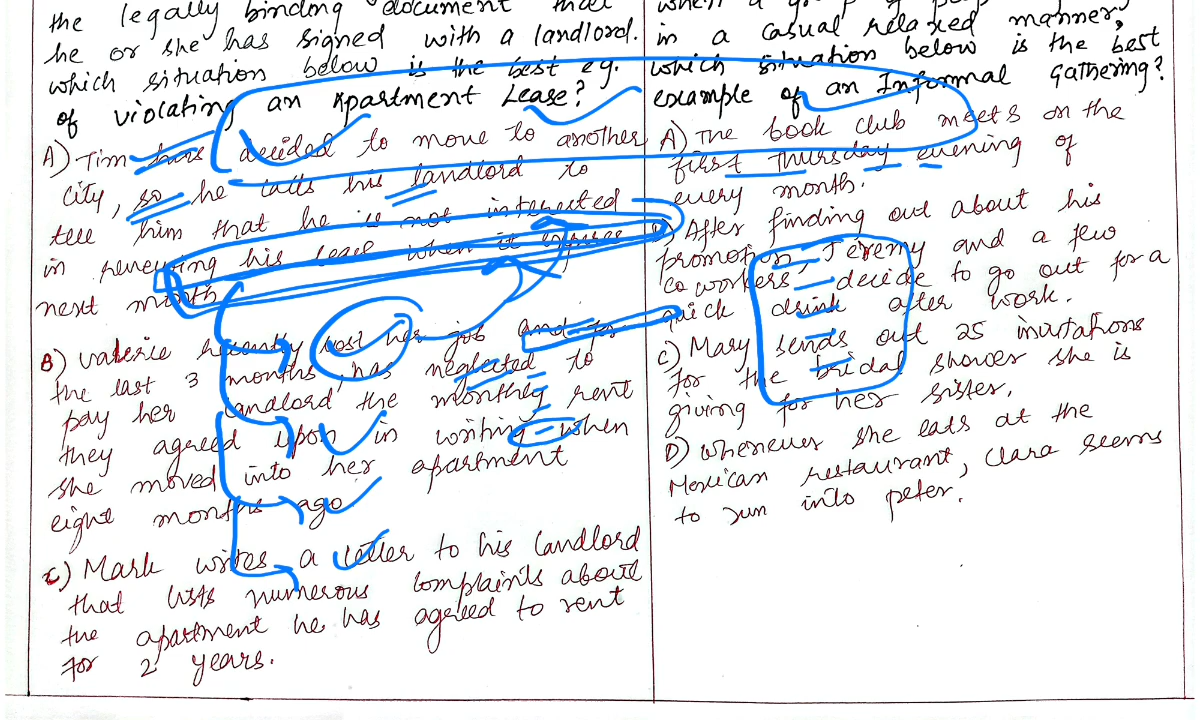 the legally binding document that
he or she has signed with a landlord.
which situation below is the best eg.
of violating an Apartment Lease?
A) Tim has decided to move to another
city, so he calls his landlord to
tell him that he is not interested
in renewing his lease when it expires
next month
B) Valerie recently lost her job and for
the last 3 months, has neglected to
pay her landlord the monthly rent
they agreed upon in writing when
she moved into her apartment
eight months ago
C) Mark writes a letter to his landlord
that lists numerous complaints about
the apartment he has agreed to rent
for 2 years.
when a group of
in a casual relaxed manner,
which situation below is the best
example of an Informal Gathering?
A) The book club meets on the
first Thursday evening of
every month.
B) After finding out about his
promotion, Jeremy and a few
co workers, decide to go out for a
quick drink after work.
C) Mary sends out 25 invitations
for the bridal shower she is
giving for her sister.
D) whenever she eats at the
Mexican restaurant, Clara seems
to run into peter.